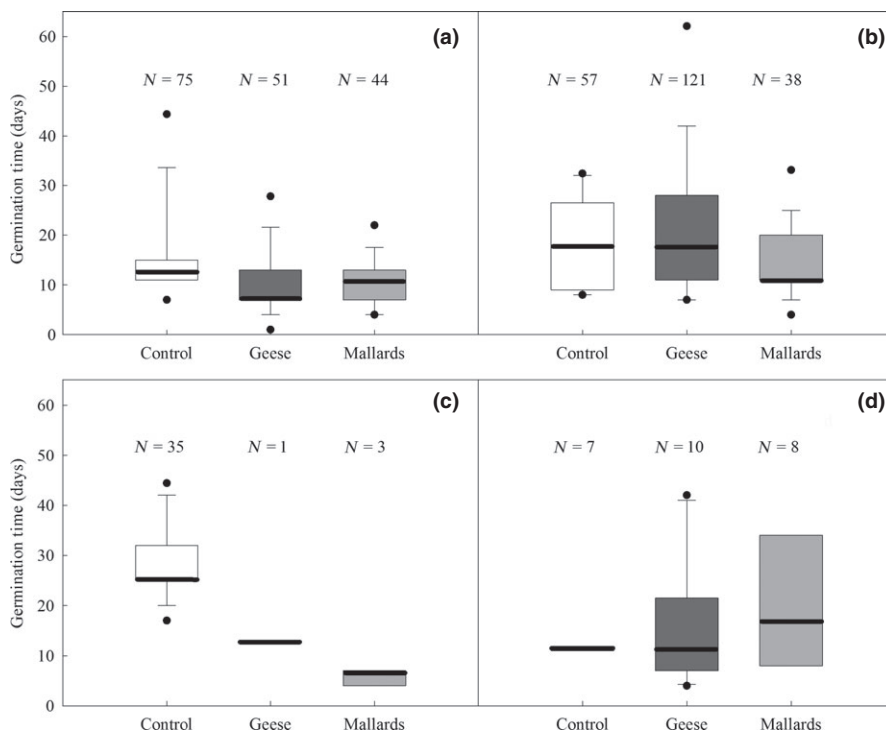 60
50
40
30
20
10
0
Germination time (days)
(a)
N = 75 N = 51 N = 44
Control Geese Mallards
(b)
N = 57 N = 121 N = 38
Control Geese Mallards
60
50
40
30
20
10
0
Germination time (days)
(c)
N = 35 N = 1 N = 3
Control Geese Mallards
(d)
N = 7 N = 10 N = 8
Control Geese Mallards